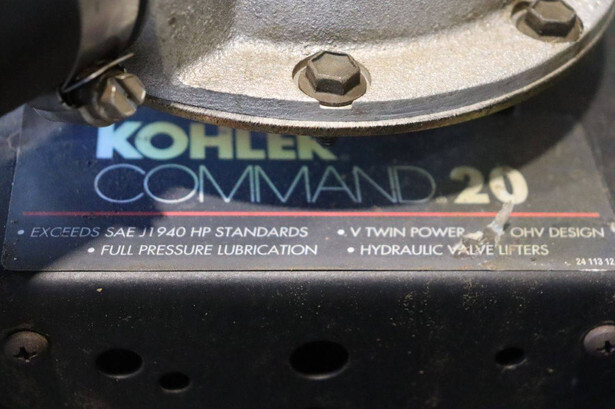 KOHLER
COMMAND.20
• EXCEEDS SAE J1940 HP STANDARDS • V TWIN POWER OHV DESIGN
• FULL PRESSURE LUBRICATION • HYDRAULIC VALVE LIFTERS
24 113 12